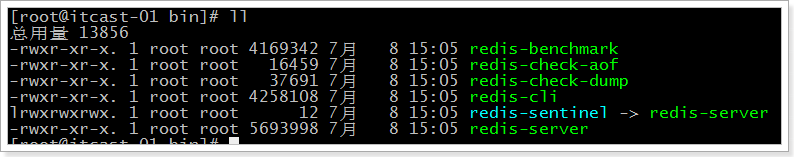 [root@itcast-01 bin]# ll
总用量 13856
-rwxr-xr-x. 1 root root 4169342 7月   8 15:05 redis-benchmark
-rwxr-xr-x. 1 root root   16459 7月   8 15:05 redis-check-aof
-rwxr-xr-x. 1 root root   37691 7月   8 15:05 redis-check-dump
-rwxr-xr-x. 1 root root 4258108 7月   8 15:05 redis-cli
lrwxrwxrwx. 1 root root      12 7月   8 15:05 redis-sentinel -> redis-server
-rwxr-xr-x. 1 root root 5693998 7月   8 15:05 redis-server